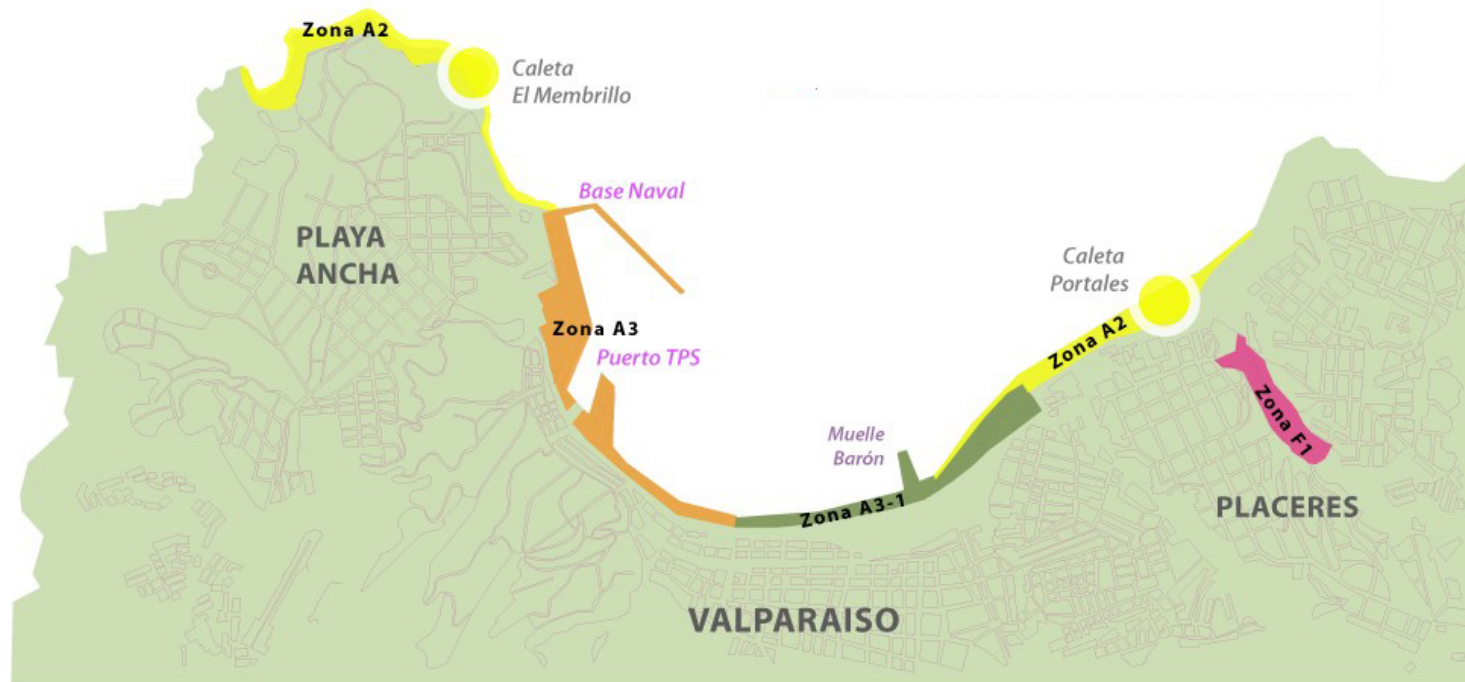 Zona A2
Caleta
El Membrillo
Base Naval
PLAYA
ANCHA
Caleta
Portales
Zona A3
Puerto TPS
Zona A2
Zona F1
Muelle
Barón
Zona A3-1
PLACERES
VALPARAISO